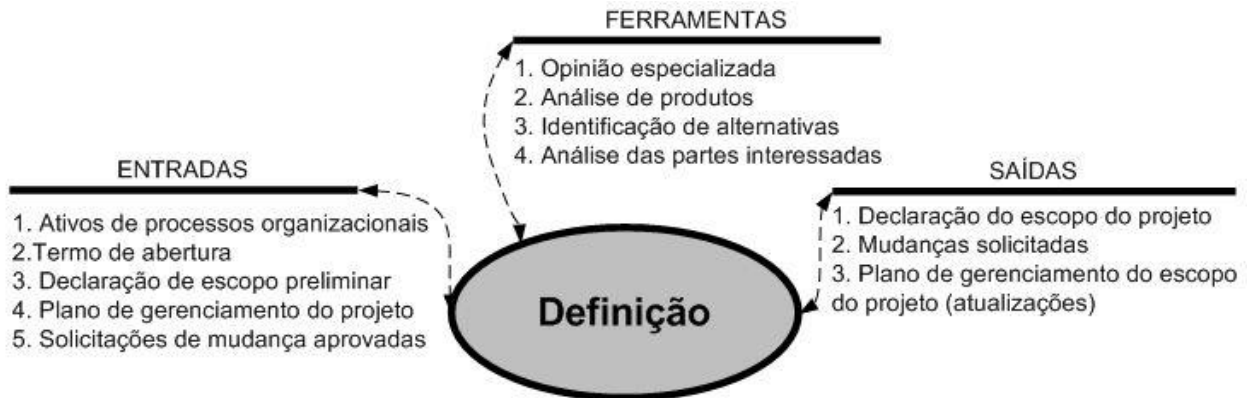 FERRAMENTAS
1. Opinião especializada
2. Análise de produtos
3. Identificação de alternativas
4. Análise das partes interessadas
ENTRADAS
1. Ativos de processos organizacionais
2.Termo de abertura
3. Declaração de escopo preliminar
4. Plano de gerenciamento do projeto
5. Solicitações de mudança aprovadas
SAÍDAS
1. Declaração do escopo do projeto
2. Mudanças solicitadas
3. Plano de gerenciamento do escopo
do projeto (atualizações)
Definição